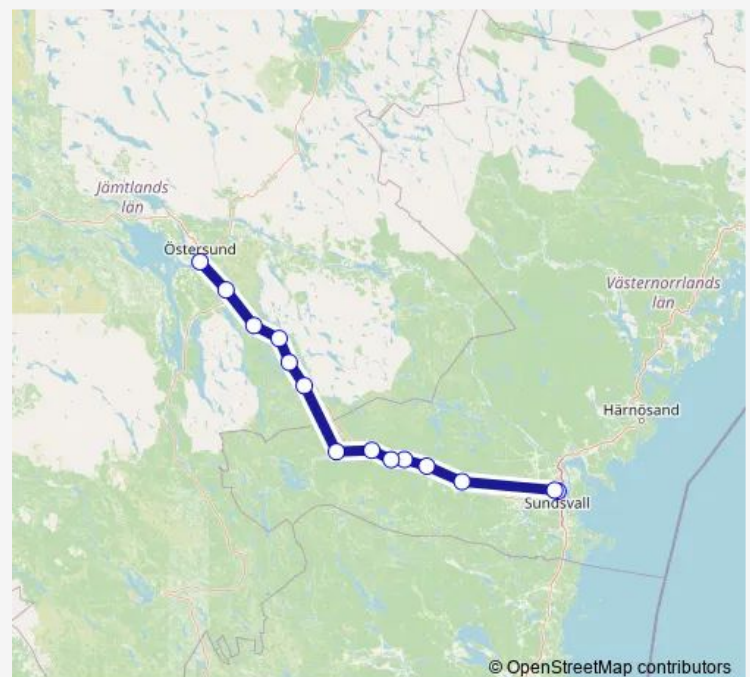 Jämtlands
län
Östersund
Västernorrlands
län
Härnösand
Sundsvall
© OpenStreetMap contributors